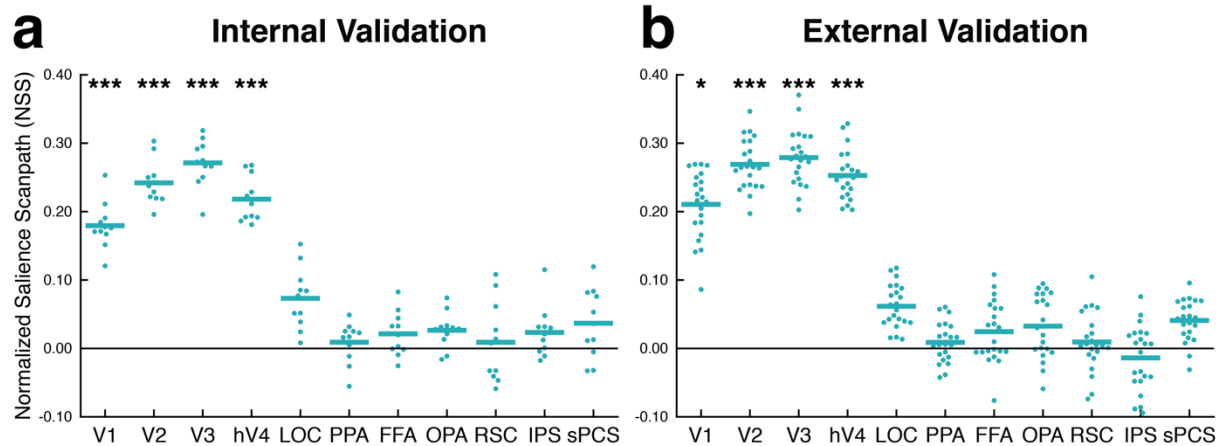 a Internal Validation
b External Validation
Normalized Salience Scanpath (NSS)
0.40
0.30
0.20
0.10
0.00
-0.10
*** *** *** ***
V1 V2 V3 hV4 LOC PPA FFA OPA RSC IPS sPCS
0.40
0.30
0.20
0.10
0.00
-0.10
* *** *** ***
V1 V2 V3 hV4 LOC PPA FFA OPA RSC IPS sPCS